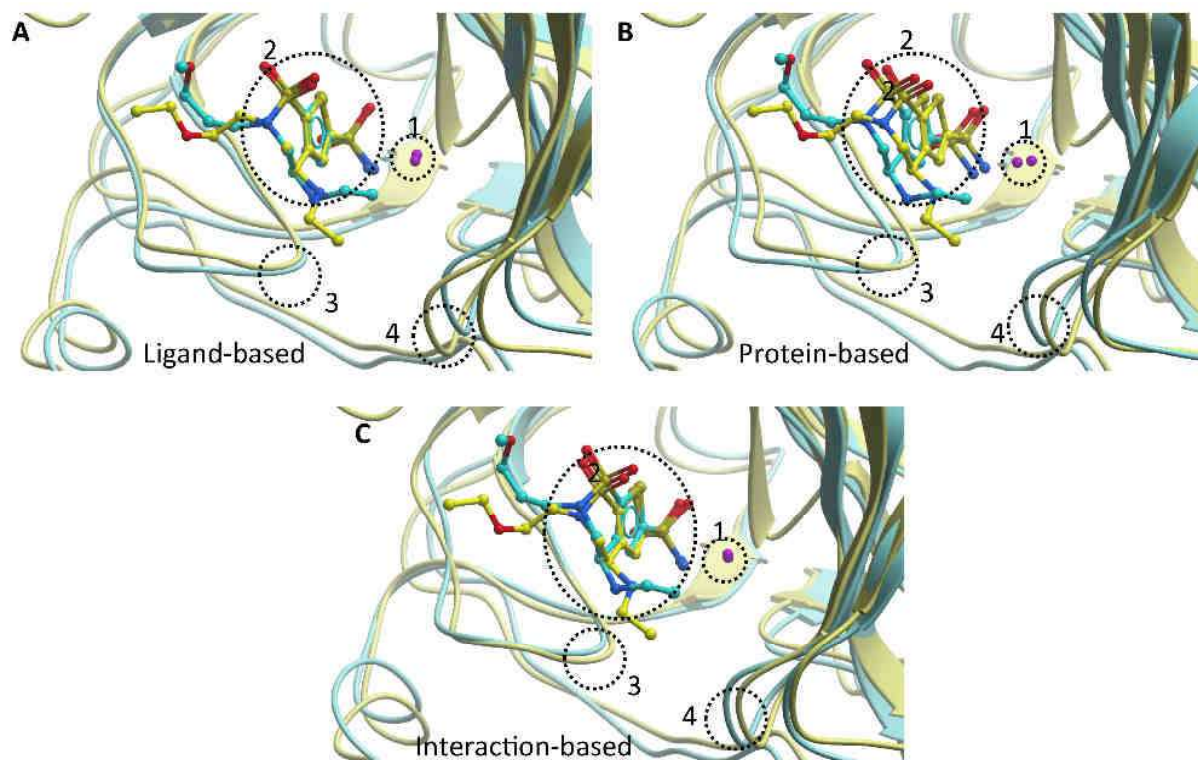 A
2
1
3
4
Ligand-based
B
2
2
1
3
4
Protein-based
C
2
1
3
4
Interaction-based